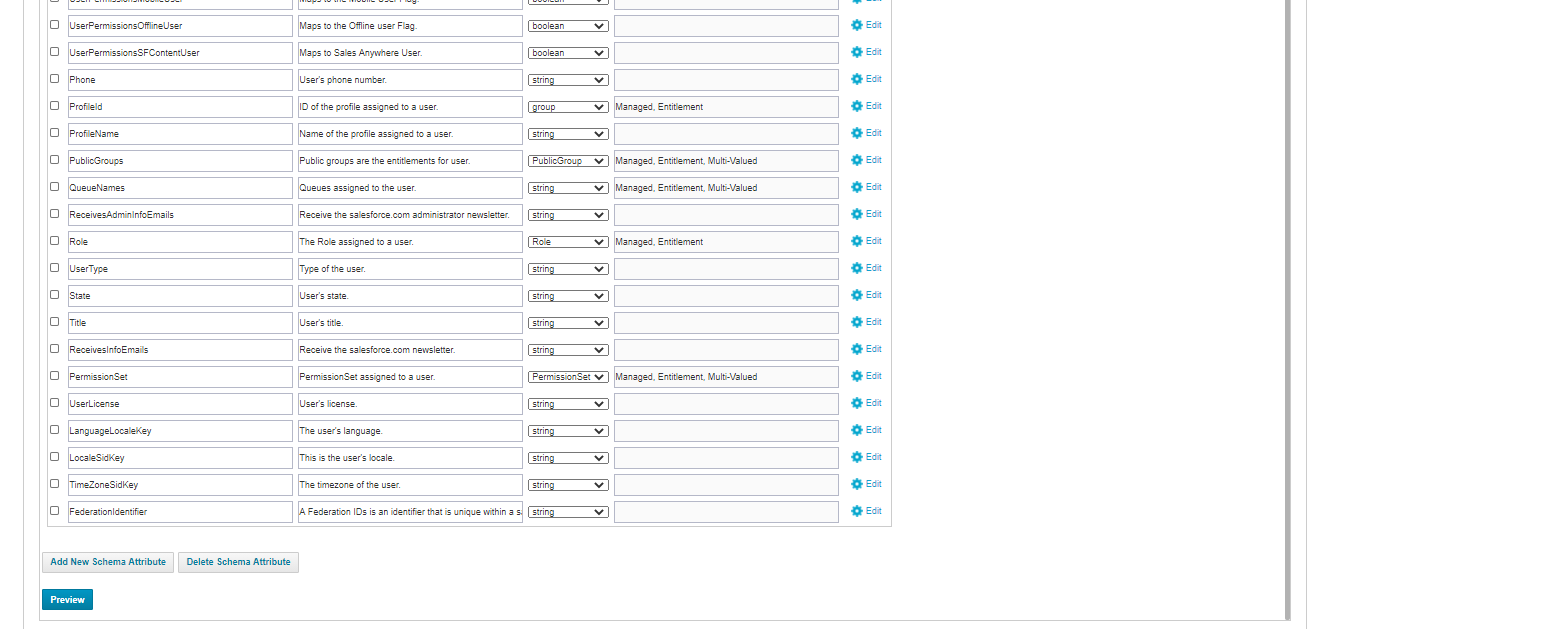 UserPermissionsMobileUser Maps to the Mobile User Flag. boolean
UserPermissionsOfflineUser Maps to the Offline user Flag. boolean Edit
UserPermissionsSFContentUser Maps to Sales Anywhere User. boolean Edit
Phone User's phone number. string Edit
ProfileId ID of the profile assigned to a user. group Managed, Entitlement Edit
ProfileName Name of the profile assigned to a user. string Edit
PublicGroups Public groups are the entitlements for user. PublicGroup Managed, Entitlement, Multi-Valued Edit
QueueNames Queues assigned to the user. string Managed, Entitlement, Multi-Valued Edit
ReceivesAdminInfoEmails Receive the salesforce.com administrator newsletter. string Edit
Role The Role assigned to a user. Role Managed, Entitlement Edit
UserType Type of the user. string Edit
State User's state. string Edit
Title User's title. string Edit
ReceivesInfoEmails Receive the salesforce.com newsletter. string Edit
PermissionSet PermissionSet assigned to a user. PermissionSet Managed, Entitlement, Multi-Valued Edit
UserLicense User's license. string Edit
LanguageLocaleKey The user's language. string Edit
LocaleSidKey This is the user's locale. string Edit
TimeZoneSidKey The timezone of the user. string Edit
FederationIdentifier A Federation IDs is an identifier that is unique within a s string Edit
Add New Schema Attribute Delete Schema Attribute
Preview